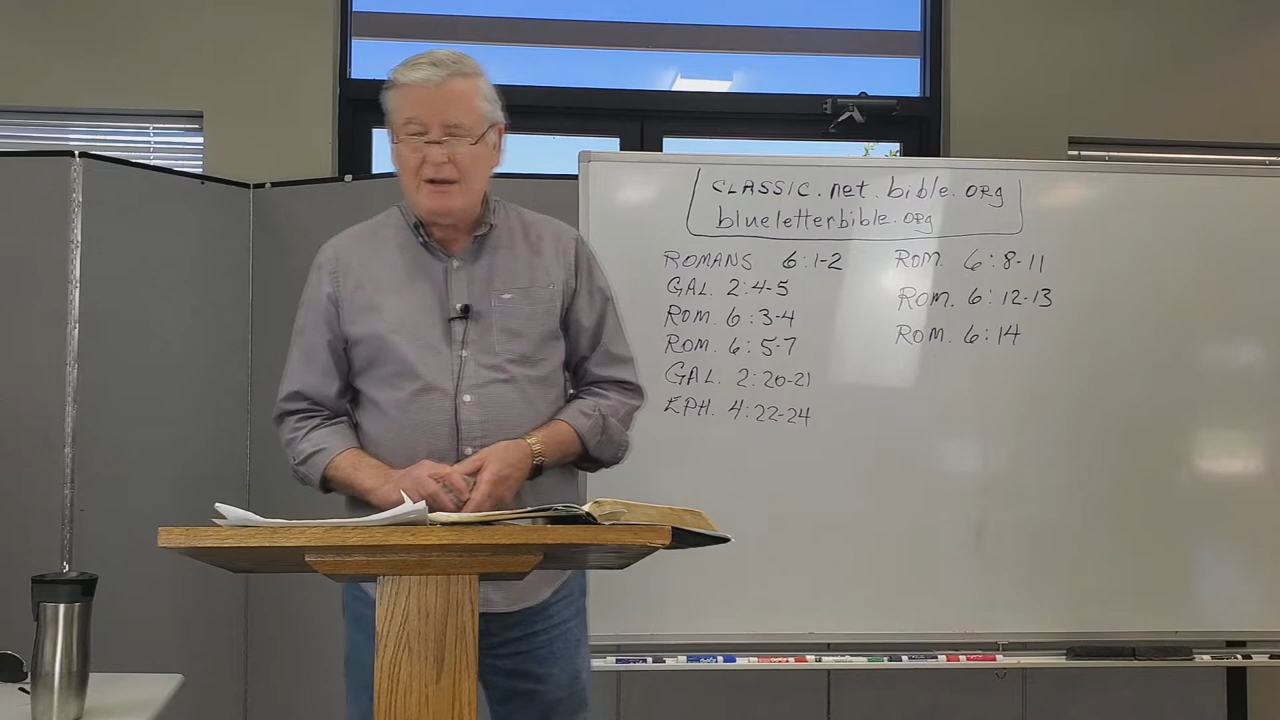 CLASSIC.net.bible.ORG
blueletterbible.org
ROMANS 6:1-2
GAL. 2:4-5
ROM. 6:3-4
ROM. 6:5-7
GAL. 2:20-21
EPH. 4:22-24
ROM. 6:8-11
ROM. 6:12-13
ROM. 6:14